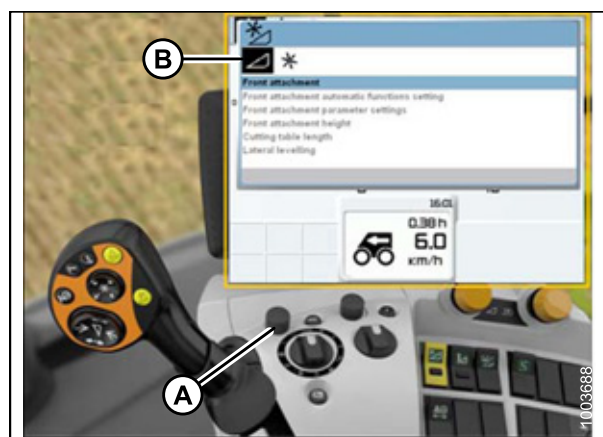 B
Front attachment
Front attachment automatic functions setting
Front attachment parameter settings
Front attachment height
Cutting table length
Lateral levelling
16:01
0.38 h
6.0
km/h
A
1003688